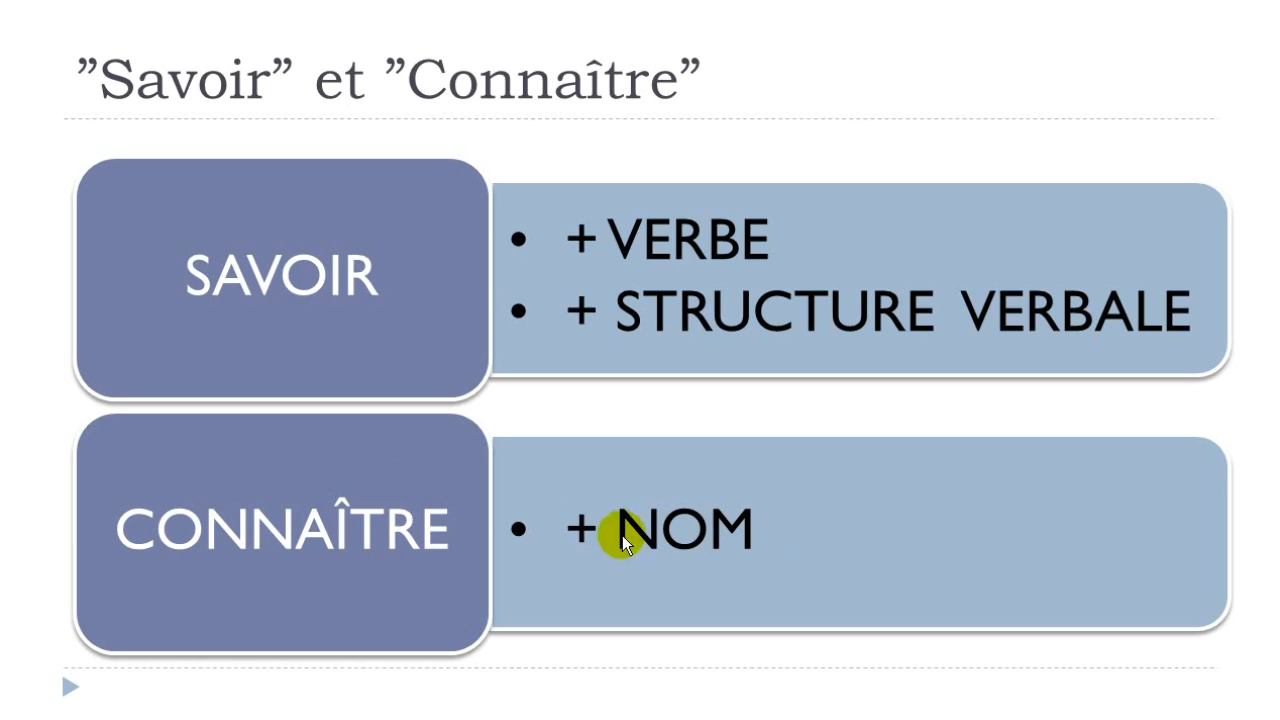 ”Savoir” et ”Connaître”
SAVOIR
• + VERBE
• + STRUCTURE VERBALE
CONNAÎTRE
• + NOM